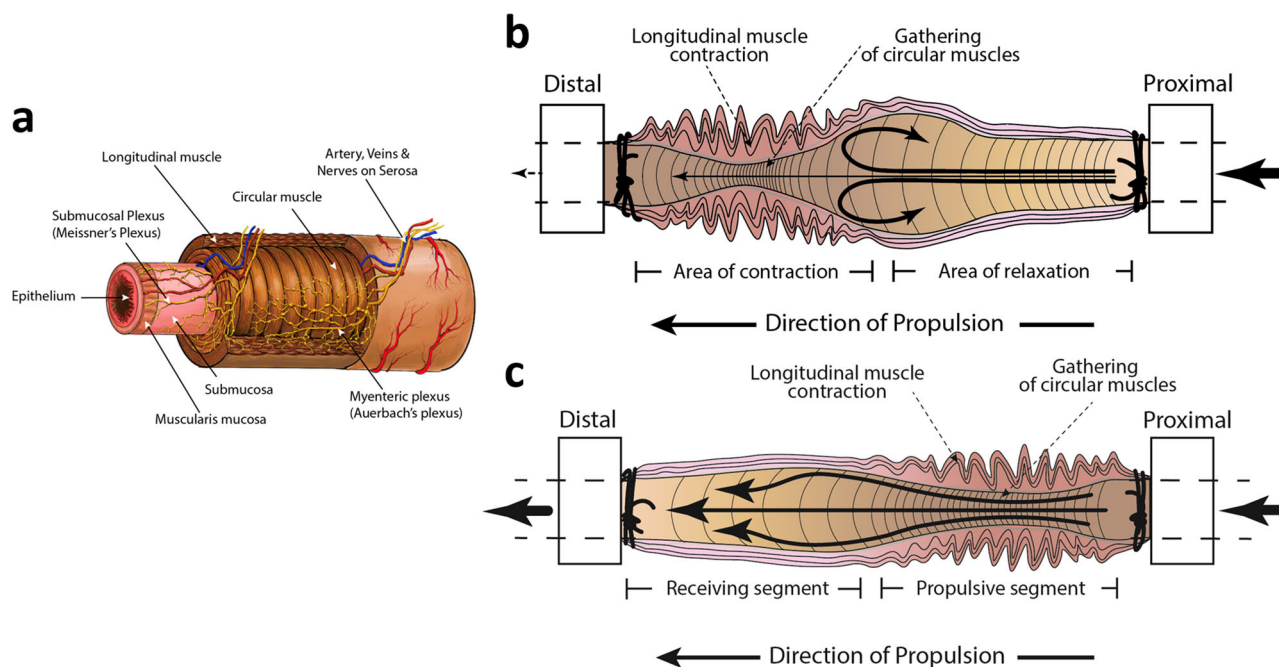 a
Longitudinal muscle
Artery, Veins &
Nerves on Serosa
Circular muscle
Submucosal Plexus
(Meissner's Plexus)
Epithelium
Submucosa
Muscularis mucosa
Myenteric plexus
(Auerbach's plexus)
b
Longitudinal muscle
contraction
Gathering
of circular muscles
Distal
Proximal
Area of contraction
Area of relaxation
Direction of Propulsion
c
Longitudinal muscle
contraction
Gathering
of circular muscles
Distal
Proximal
Receiving segment
Propulsive segment
Direction of Propulsion